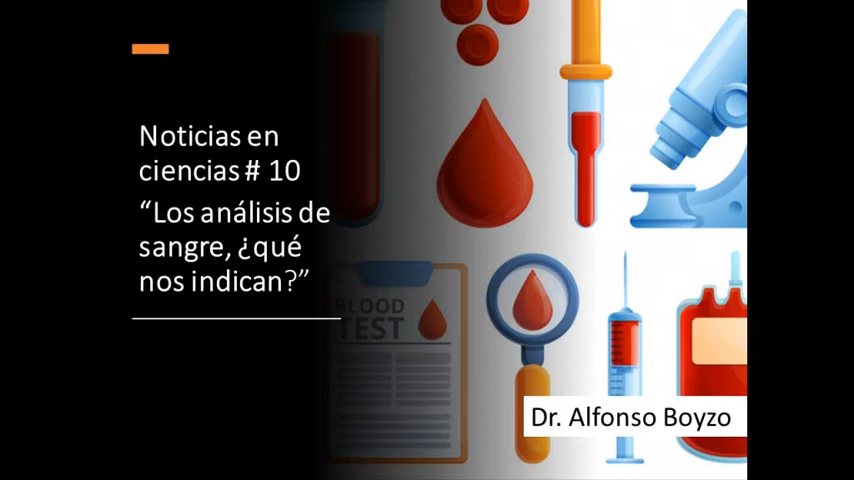 Noticias en
ciencias # 10
“Los análisis de
sangre, ¿qué
nos indican?”
BLOOD
TEST
Dr. Alfonso Boyzo